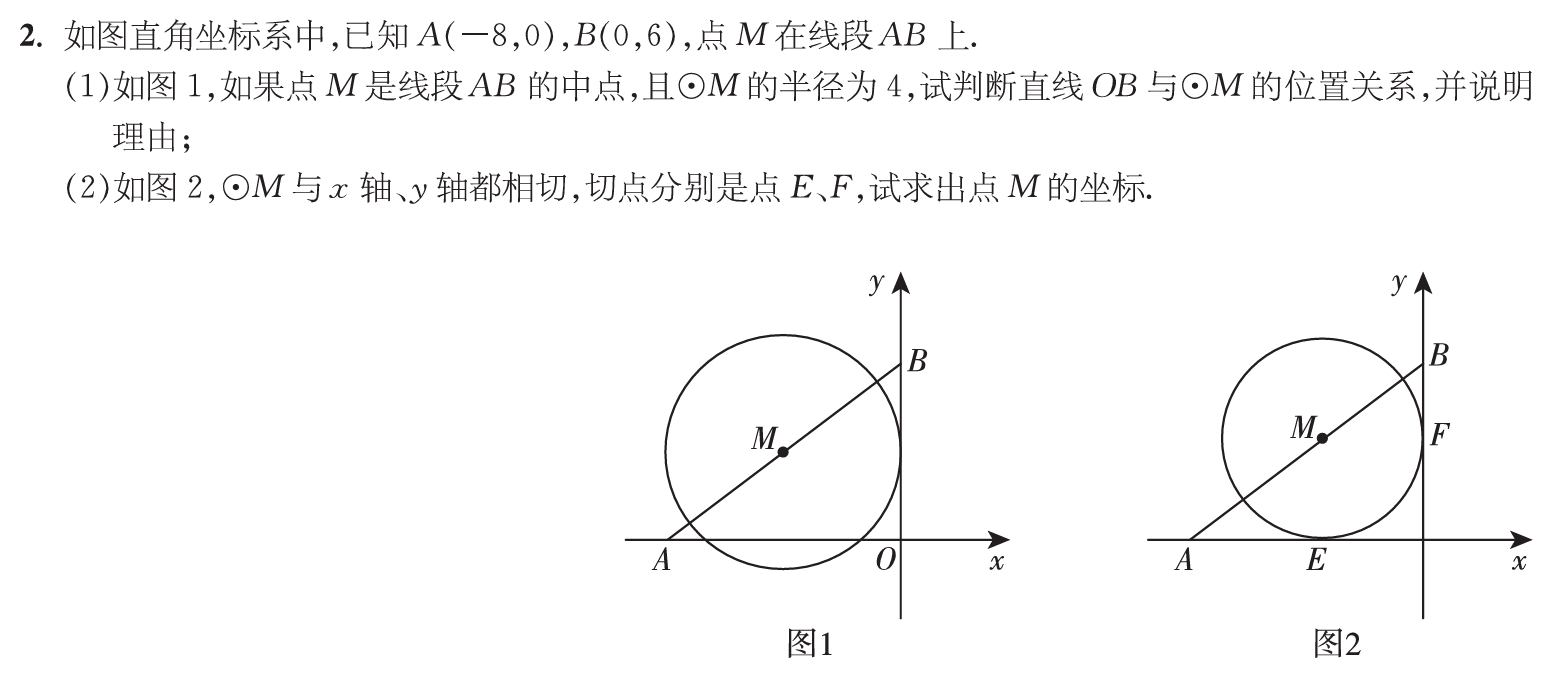 2. 如图直角坐标系中,已知A(-8,0),B(0,6),点M在线段AB上.
(1)如图1,如果点M是线段AB的中点,且⊙M的半径为4,试判断直线OB与⊙M的位置关系,并说明
理由;
(2)如图2,⊙M与x轴、y轴都相切,切点分别是点E、F,试求出点M的坐标.
y
B
M
A
O
x
图1
y
B
M
F
A
E
x
图2